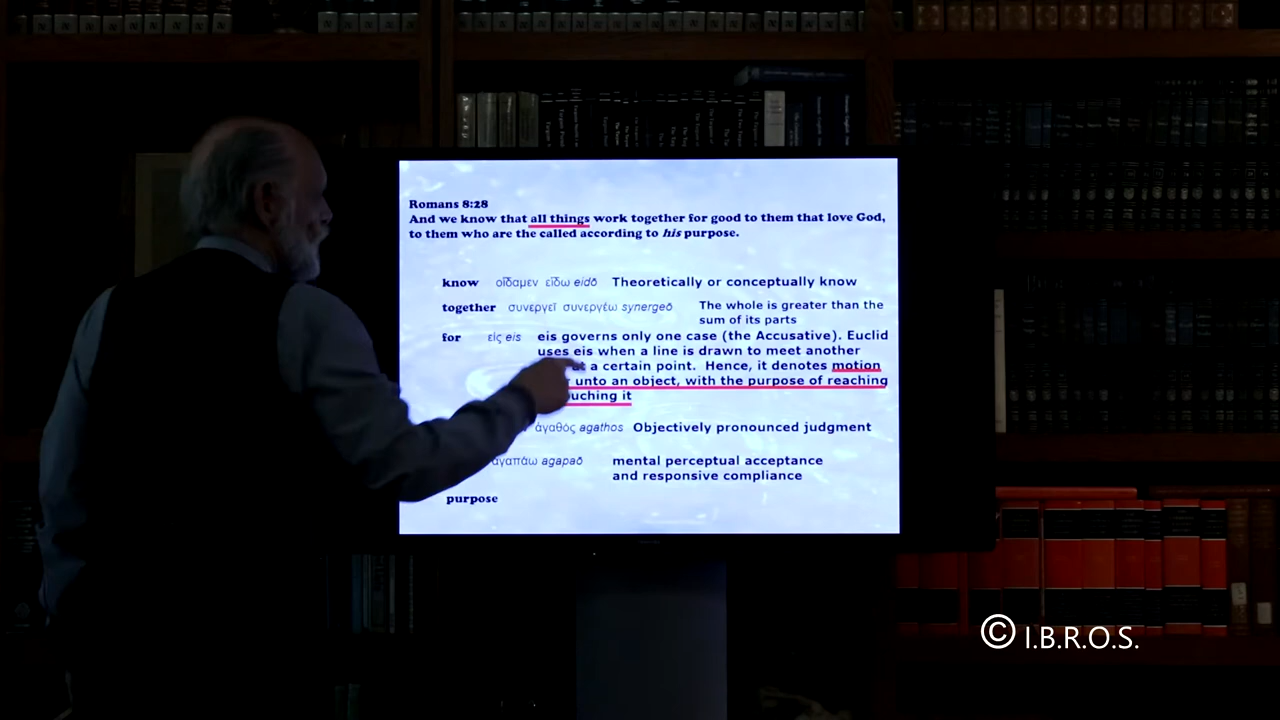 Romans 8:28
And we know that all things work together for good to them that love God,
to them who are the called according to his purpose.
know οἴδαμεν εἴδω eidō Theoretically or conceptually know
together συνεργεῖ συνεργέω synergeō The whole is greater than the
sum of its parts
for εἰς eis eis governs only one case (the Accusative). Euclid
uses eis when a line is drawn to meet another
a certain point. Hence, it denotes motion
unto an object, with the purpose of reaching
it
ἀγαθός agathos Objectively pronounced judgment
ἀγαπάω agapaō mental perceptual acceptance
and responsive compliance
purpose
© I.B.R.O.S.